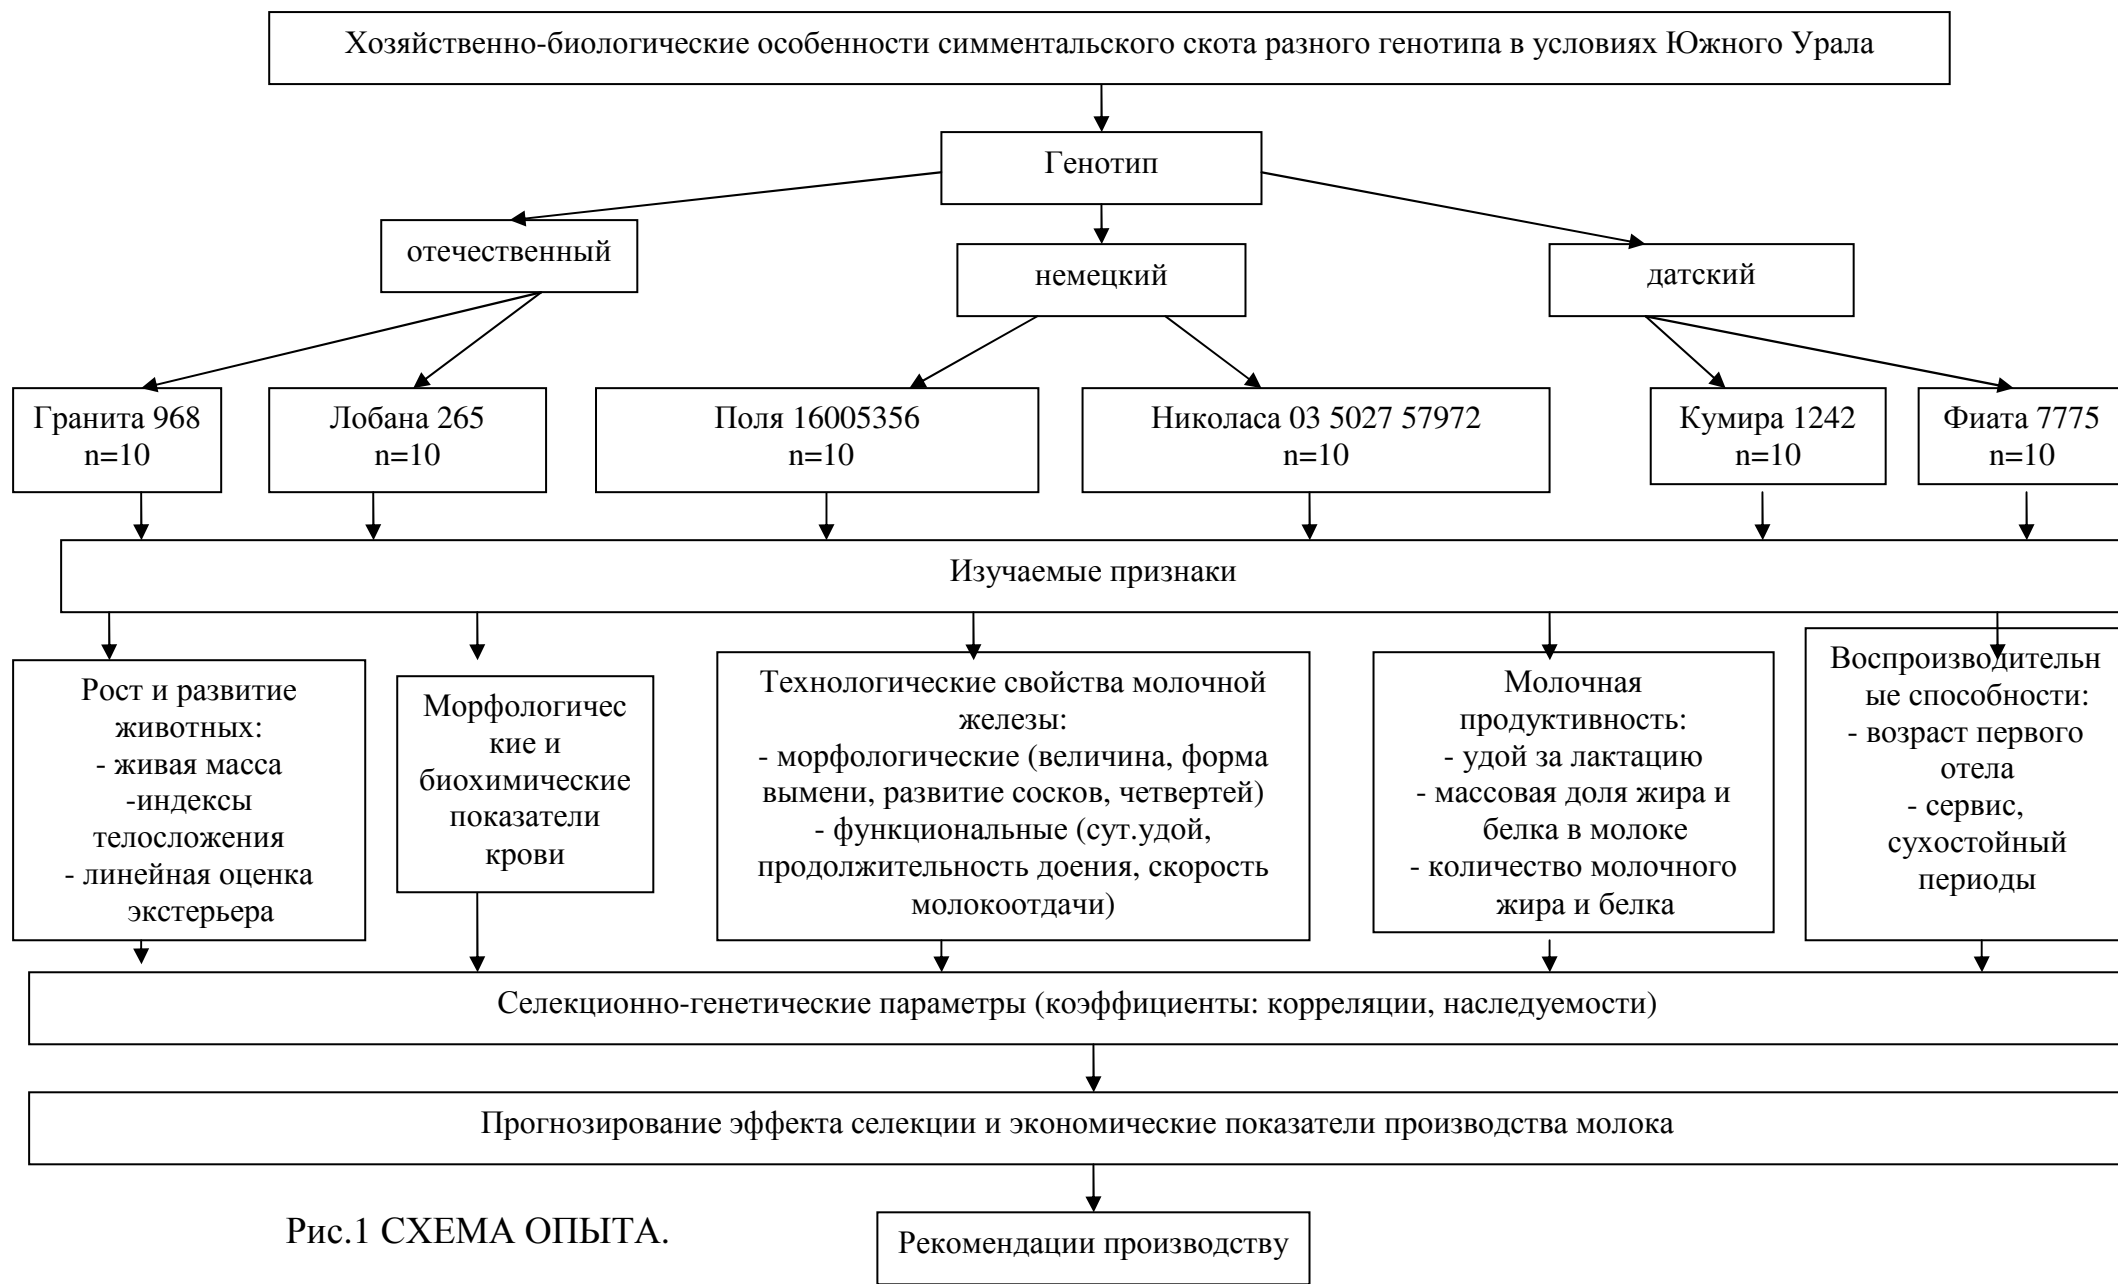 Хозяйственно-биологические особенности симментальского скота разного генотипа в условиях Южного Урала
Генотип
отечественный
немецкий
датский
Гранита 968
n=10
Лобана 265
n=10
Поля 16005356
n=10
Николаса 03 5027 57972
n=10
Кумира 1242
n=10
Фиата 7775
n=10
Изучаемые признаки
Рост и развитие
животных:
- живая масса
-индексы
телосложения
- линейная оценка
экстерьера
Морфологичес
кие и
биохимические
показатели
крови
Технологические свойства молочной
железы:
- морфологические (величина, форма
вымени, развитие сосков, четвертей)
- функциональные (сут.удой,
продолжительность доения, скорость
молокоотдачи)
Молочная
продуктивность:
- удой за лактацию
- массовая доля жира и
белка в молоке
- количество молочного
жира и белка
Воспроизводительн
ые способности:
- возраст первого
отела
- сервис,
сухостойный
периоды
Селекционно-генетические параметры (коэффициенты: корреляции, наследуемости)
Прогнозирование эффекта селекции и экономические показатели производства молока
Рис.1 СХЕМА ОПЫТА.
Рекомендации производству